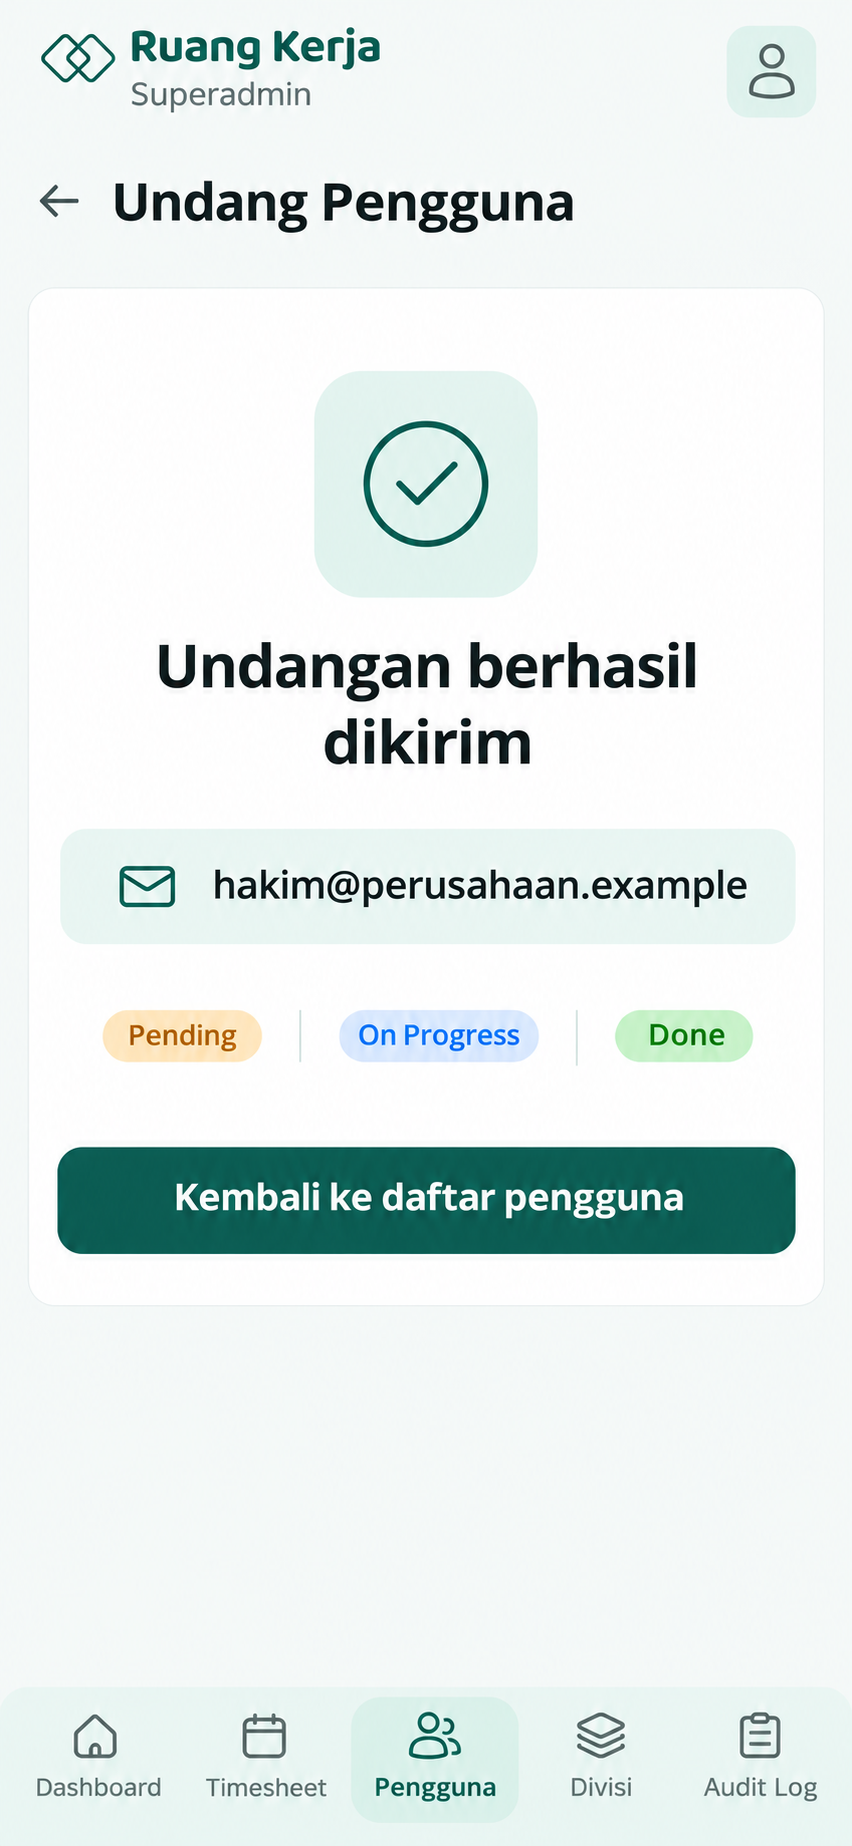 Ruang Kerja
Superadmin
Undang Pengguna
Undangan berhasil
dikirim
hakim@perusahaan.example
Pending
On Progress
Done
Kembali ke daftar pengguna
Dashboard
Timesheet
Pengguna
Divisi
Audit Log